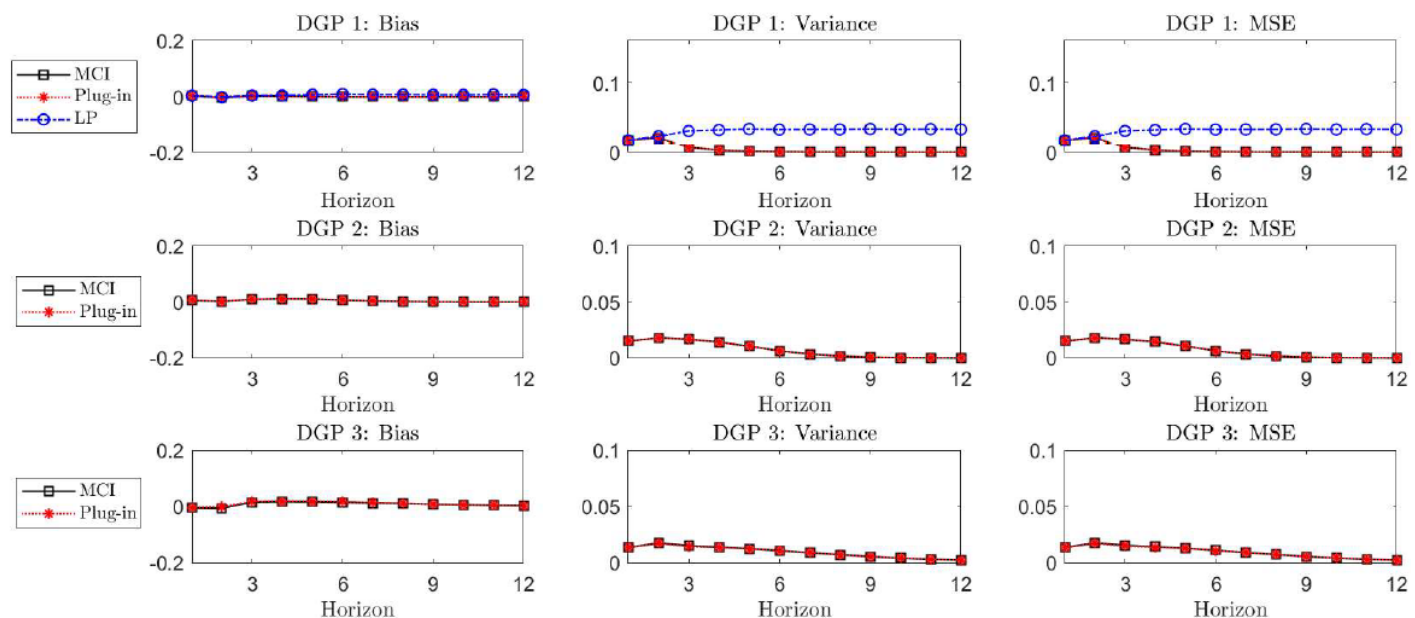 DGP 1: Bias
DGP 1: Variance
DGP 1: MSE
MCI
Plug-in
LP
0.2
0
-0.2
3 6 9 12
Horizon
0.1
0
3 6 9 12
Horizon
0.1
0
3 6 9 12
Horizon
DGP 2: Bias
DGP 2: Variance
DGP 2: MSE
MCI
Plug-in
0.2
0
-0.2
3 6 9 12
Horizon
0.1
0.05
0
3 6 9 12
Horizon
0.1
0.05
0
3 6 9 12
Horizon
DGP 3: Bias
DGP 3: Variance
DGP 3: MSE
MCI
Plug-in
0.2
0
-0.2
3 6 9 12
Horizon
0.1
0.05
0
3 6 9 12
Horizon
0.1
0.05
0
3 6 9 12
Horizon